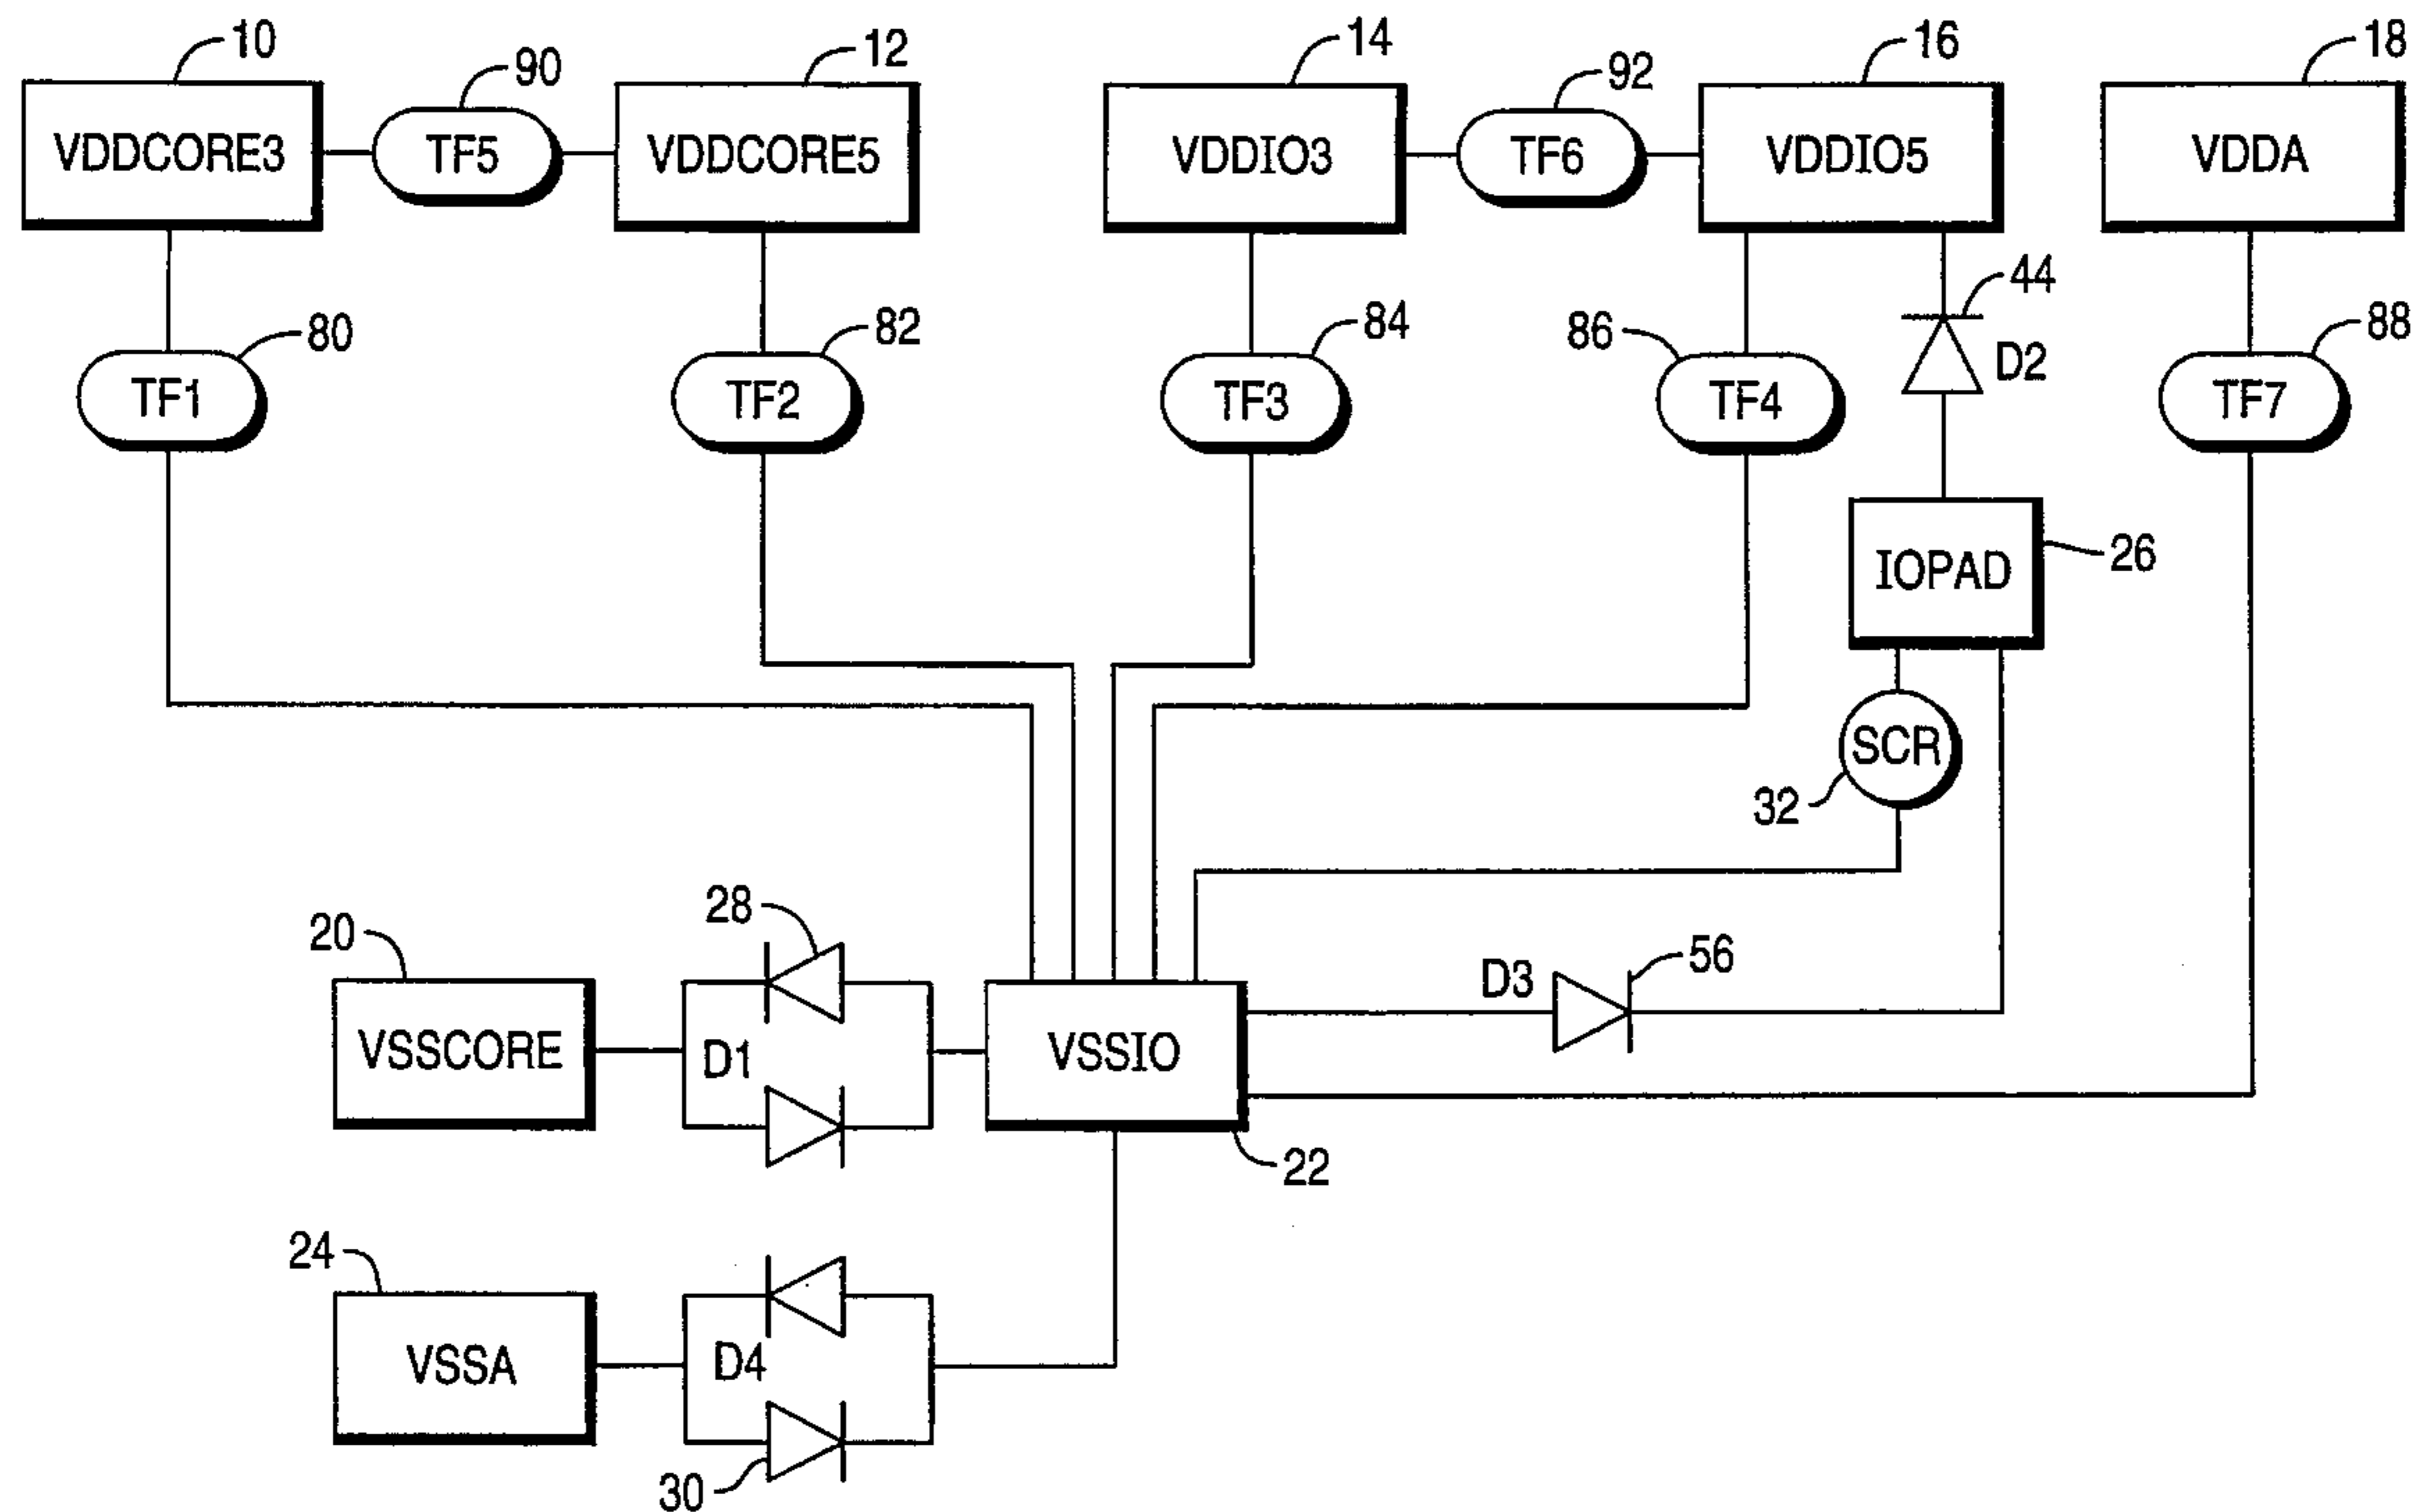 10
90
12
14
92
16
18
VDDCORE3
TF5
VDDCORE5
VDDIO3
TF6
VDDIO5
VDDA
44
80
82
84
86
D2
88
TF1
TF2
TF3
TF4
TF7
IOPAD
26
SCR
32
20
28
D3
56
VSSCORE
D1
VSSIO
22
24
VSSA
D4
30